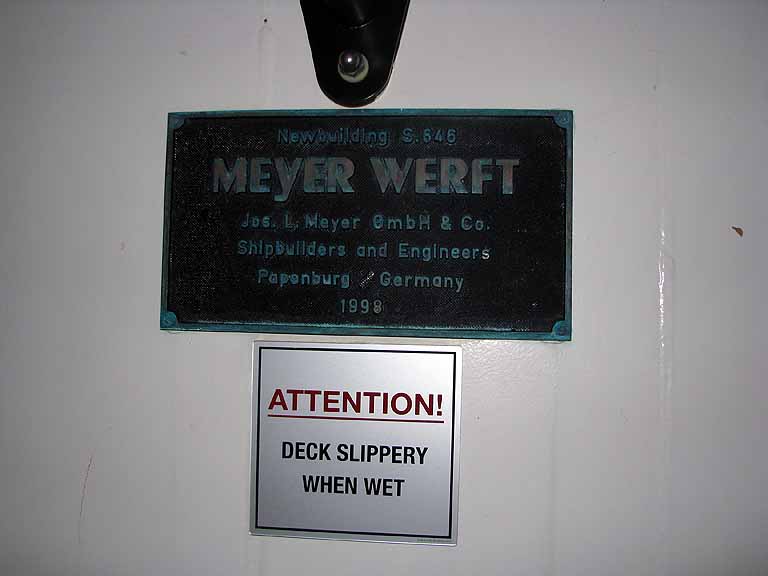 Newbuilding S.646
MEYER WERFT
Jos. L. Meyer GmbH & Co.
Shipbuilders and Engineers
Papenburg / Germany
1998
ATTENTION!
DECK SLIPPERY
WHEN WET